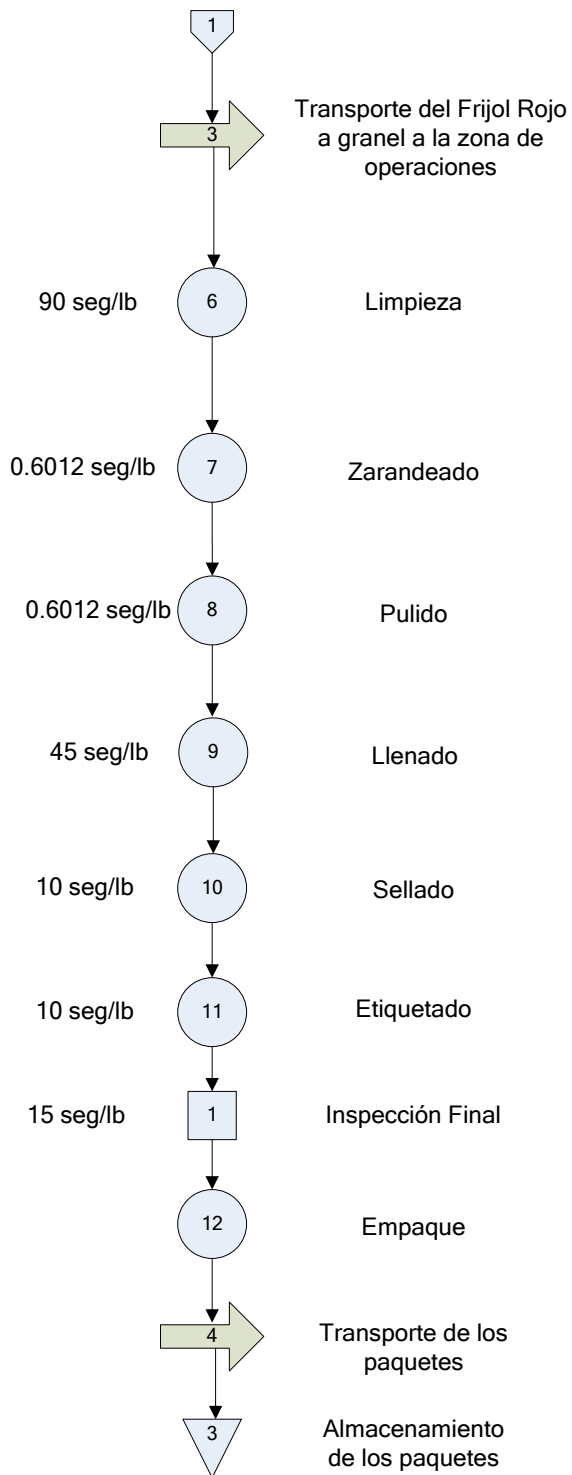 1
3
Transporte del Frijol Rojo
a granel a la zona de
operaciones
90 seg/lb
6
Limpieza
0.6012 seg/lb
7
Zarandeado
0.6012 seg/lb
8
Pulido
45 seg/lb
9
Llenado
10 seg/lb
10
Sellado
10 seg/lb
11
Etiquetado
15 seg/lb
1
Inspección Final
12
Empaque
4
Transporte de los
paquetes
3
Almacenamiento
de los paquetes